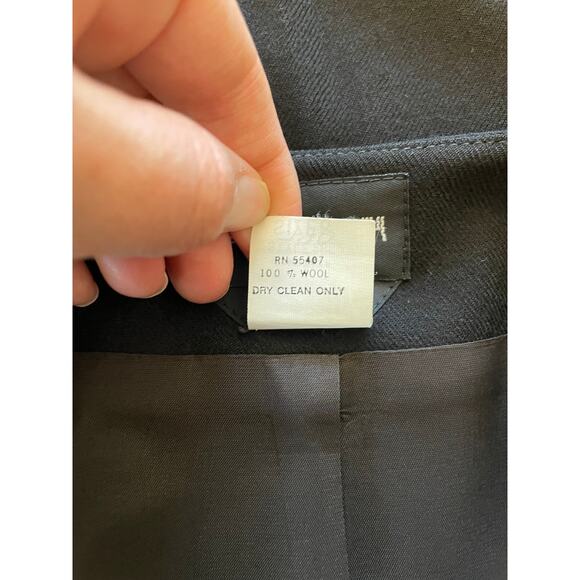 RN 55407
100 % WOOL
DRY CLEAN ONLY